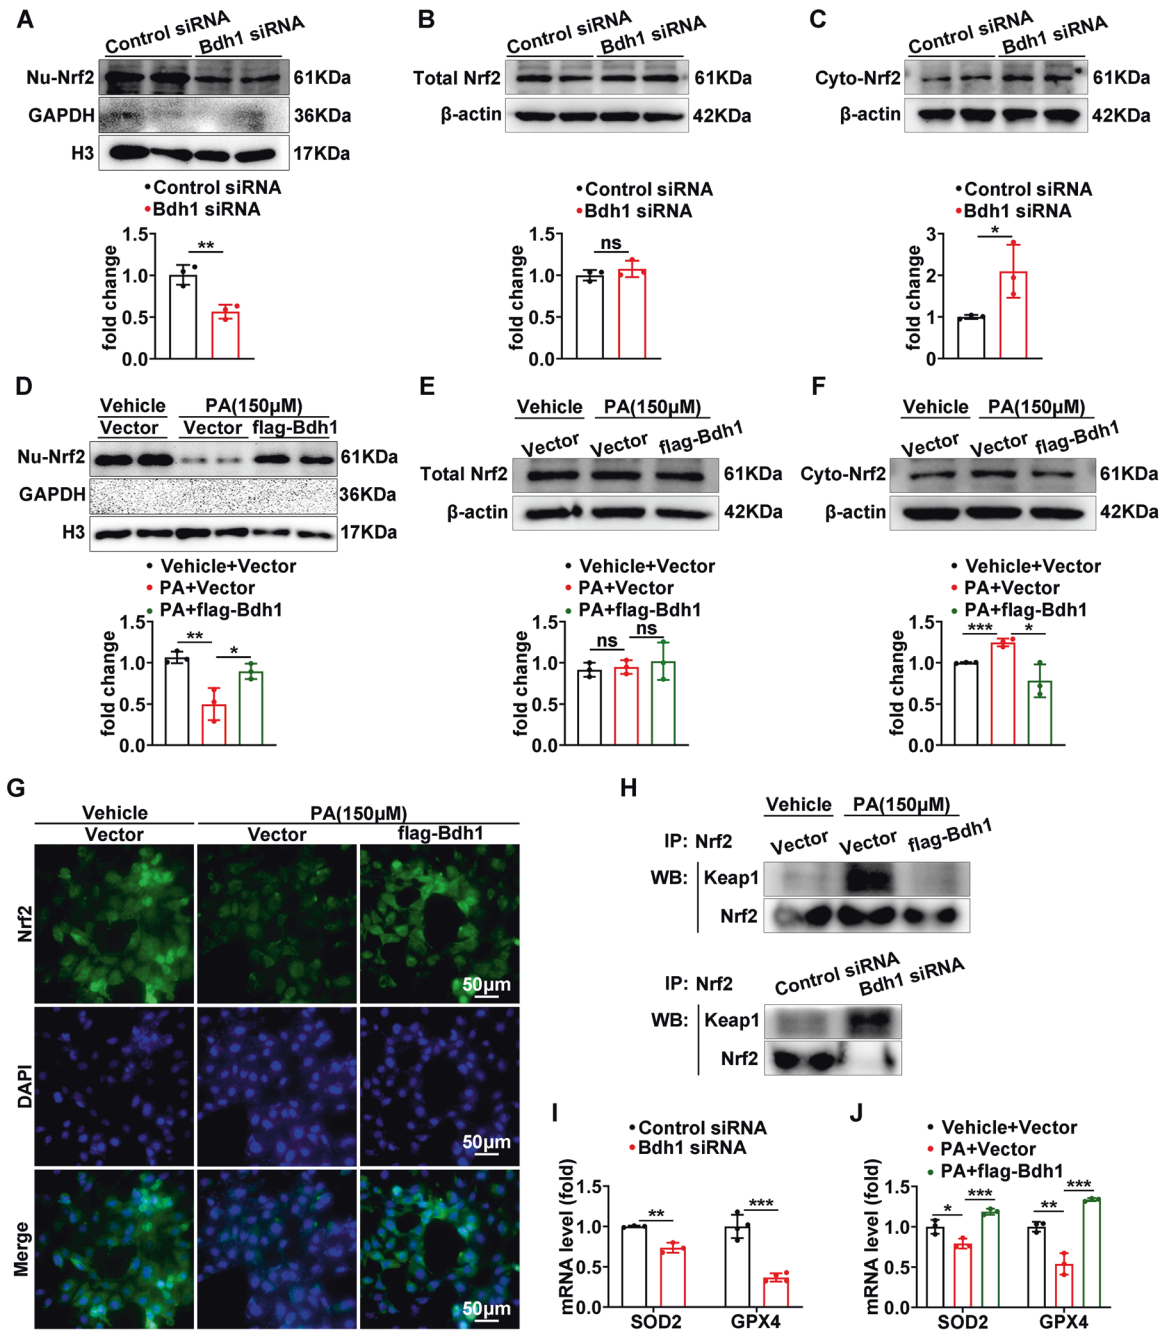 A
Control siRNA
Bdh1 siRNA
Nu-Nrf2
61KDa
GAPDH
36KDa
H3
17KDa
Control siRNA
Bdh1 siRNA
fold change
1.5
1.0
0.5
0.0
**
B
Control siRNA
Bdh1 siRNA
Total Nrf2
61KDa
β-actin
42KDa
Control siRNA
Bdh1 siRNA
fold change
1.5
1.0
0.5
0.0
ns
C
Control siRNA
Bdh1 siRNA
Cyto-Nrf2
61KDa
β-actin
42KDa
Control siRNA
Bdh1 siRNA
fold change
3
2
1
0
*
D
Vehicle
PA(150μM)
Vector
Vector
flag-Bdh1
Nu-Nrf2
61KDa
GAPDH
36KDa
H3
17KDa
Vehicle+Vector
PA+Vector
PA+flag-Bdh1
fold change
1.5
1.0
0.5
0.0
**
*
E
Vehicle
PA(150μM)
Vector
Vector
flag-Bdh1
Total Nrf2
61KDa
β-actin
42KDa
Vehicle+Vector
PA+Vector
PA+flag-Bdh1
fold change
1.5
1.0
0.5
0.0
ns
ns
F
Vehicle
PA(150μM)
Vector
Vector
flag-Bdh1
Cyto-Nrf2
61KDa
β-actin
42KDa
Vehicle+Vector
PA+Vector
PA+flag-Bdh1
fold change
1.5
1.0
0.5
0.0
***
*
G
Vehicle
PA(150μM)
Vector
Vector
flag-Bdh1
Nrf2
50μm
DAPI
50μm
Merge
50μm
H
Vehicle
PA(150μM)
IP: Nrf2
Vector
Vector
flag-Bdh1
WB:
Keap1
Nrf2
IP: Nrf2
Control siRNA
Bdh1 siRNA
WB:
Keap1
Nrf2
I
Control siRNA
Bdh1 siRNA
mRNA level (fold)
1.5
1.0
0.5
0.0
**
***
SOD2
GPX4
J
Vehicle+Vector
PA+Vector
PA+flag-Bdh1
mRNA level (fold)
1.5
1.0
0.5
0.0
*
***
**
***
SOD2
GPX4